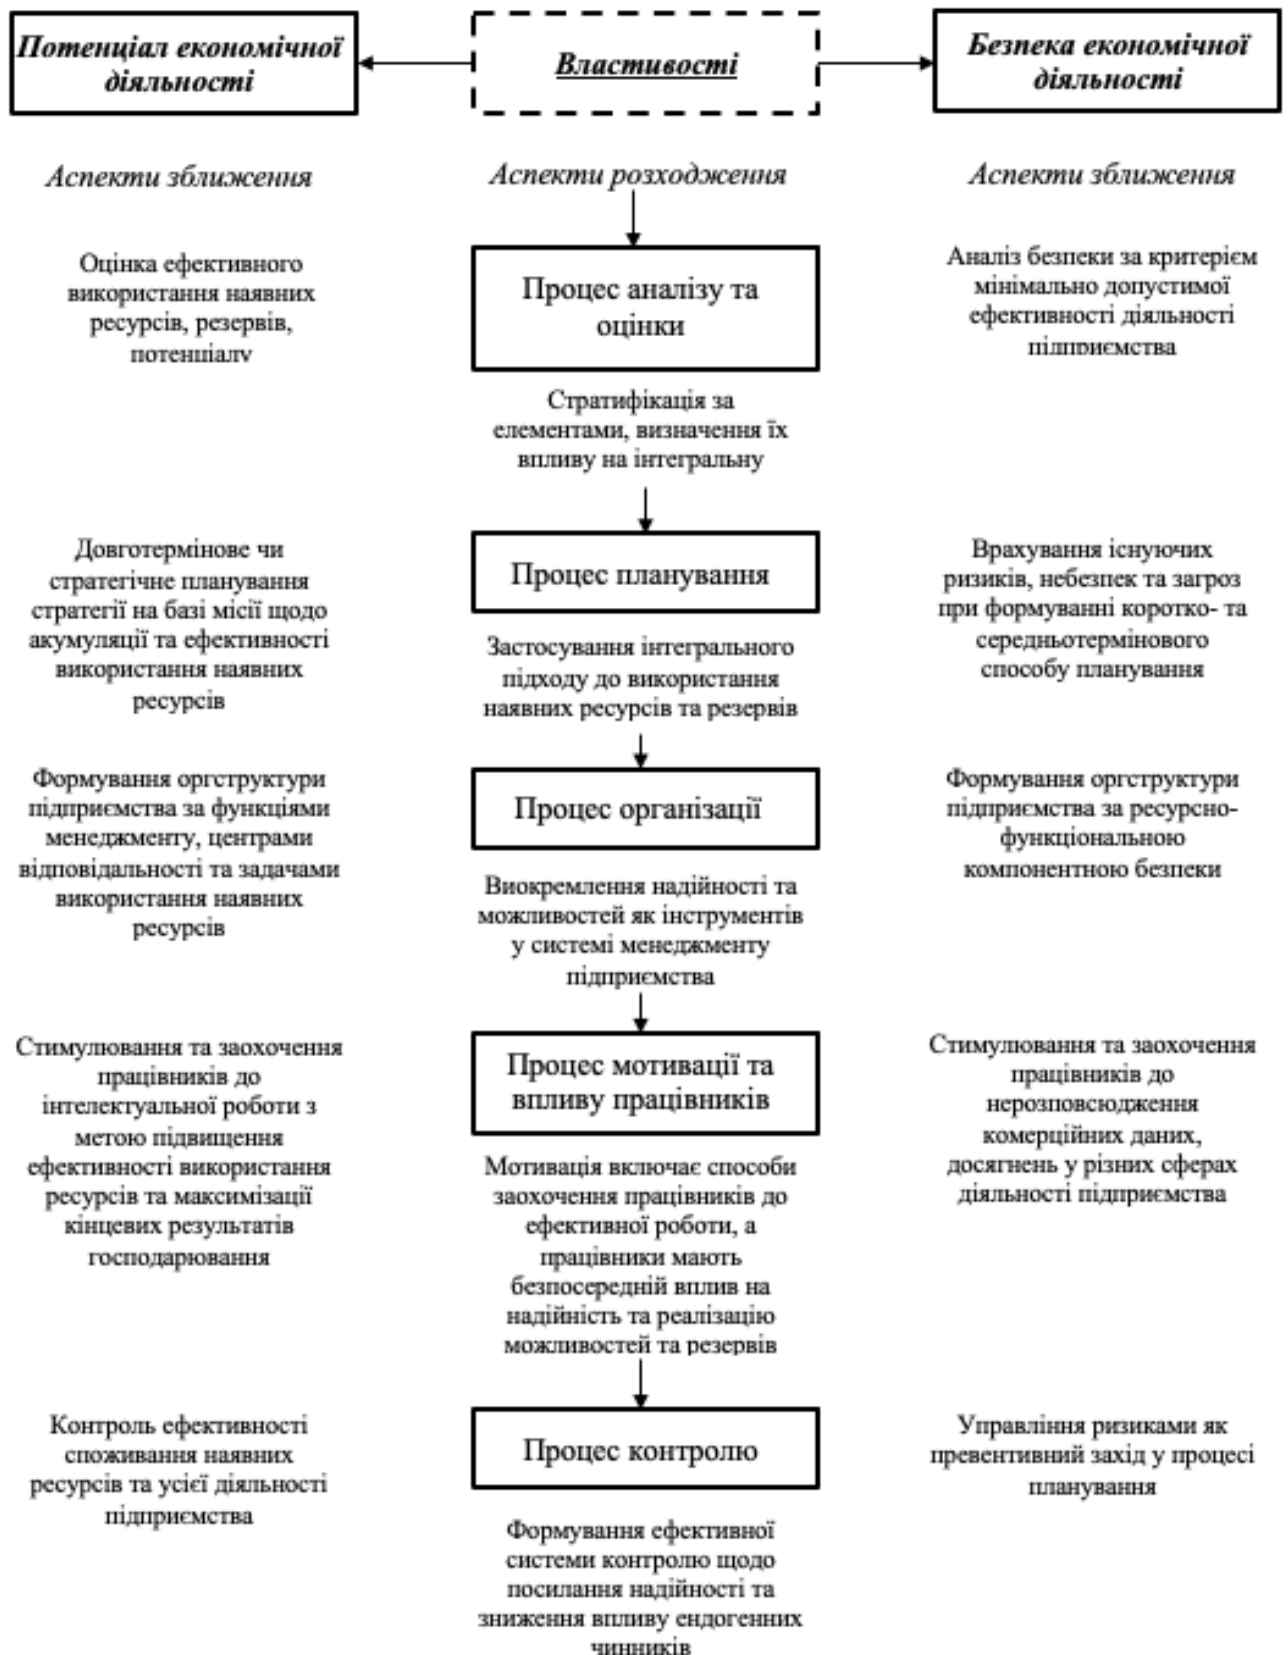 Потенціал економічної
діяльності
Властивості
Безпека економічної
діяльності
Аспекти зближення
Аспекти розходження
Аспекти зближення
Оцінка ефективного
використання наявних
ресурсів, резервів,
потенціалу
Процес аналізу та
оцінки
Аналіз безпеки за критерієм
мінімально допустимої
ефективності діяльності
підприємства
Стратифікація за
елементами, визначення їх
впливу на інтегральну
Довготермінове чи
стратегічне планування
стратегії на базі місії щодо
акумуляції та ефективності
використання наявних
ресурсів
Процес планування
Врахування існуючих
ризиків, небезпек та загроз
при формуванні коротко- та
середньотермінового
способу планування
Застосування інтегрального
підходу до використання
наявних ресурсів та резервів
Формування оргструктури
підприємства за функціями
менеджменту, центрами
відповідальності та задачами
використання наявних
ресурсів
Процес організації
Формування оргструктури
підприємства за ресурсно-
функціональною
компонентною безпеки
Виокремлення надійності та
можливостей як інструментів
у системі менеджменту
підприємства
Стимулювання та заохочення
працівників до
інтелектуальної роботи з
метою підвищення
ефективності використання
ресурсів та максимізації
кінцевих результатів
господарювання
Процес мотивації та
впливу працівників
Стимулювання та заохочення
працівників до
нерозповсюдження
комерційних даних,
досягнень у різних сферах
діяльності підприємства
Мотивація включає способи
заохочення працівників до
ефективної роботи, а
працівники мають
безпосередній вплив на
надійність та реалізацію
можливостей та резервів
Контроль ефективності
споживання наявних
ресурсів та усієї діяльності
підприємства
Процес контролю
Управління ризиками як
превентивний захід у процесі
планування
Формування ефективної
системи контролю щодо
посилання надійності та
зниження впливу ендогенних
чинників